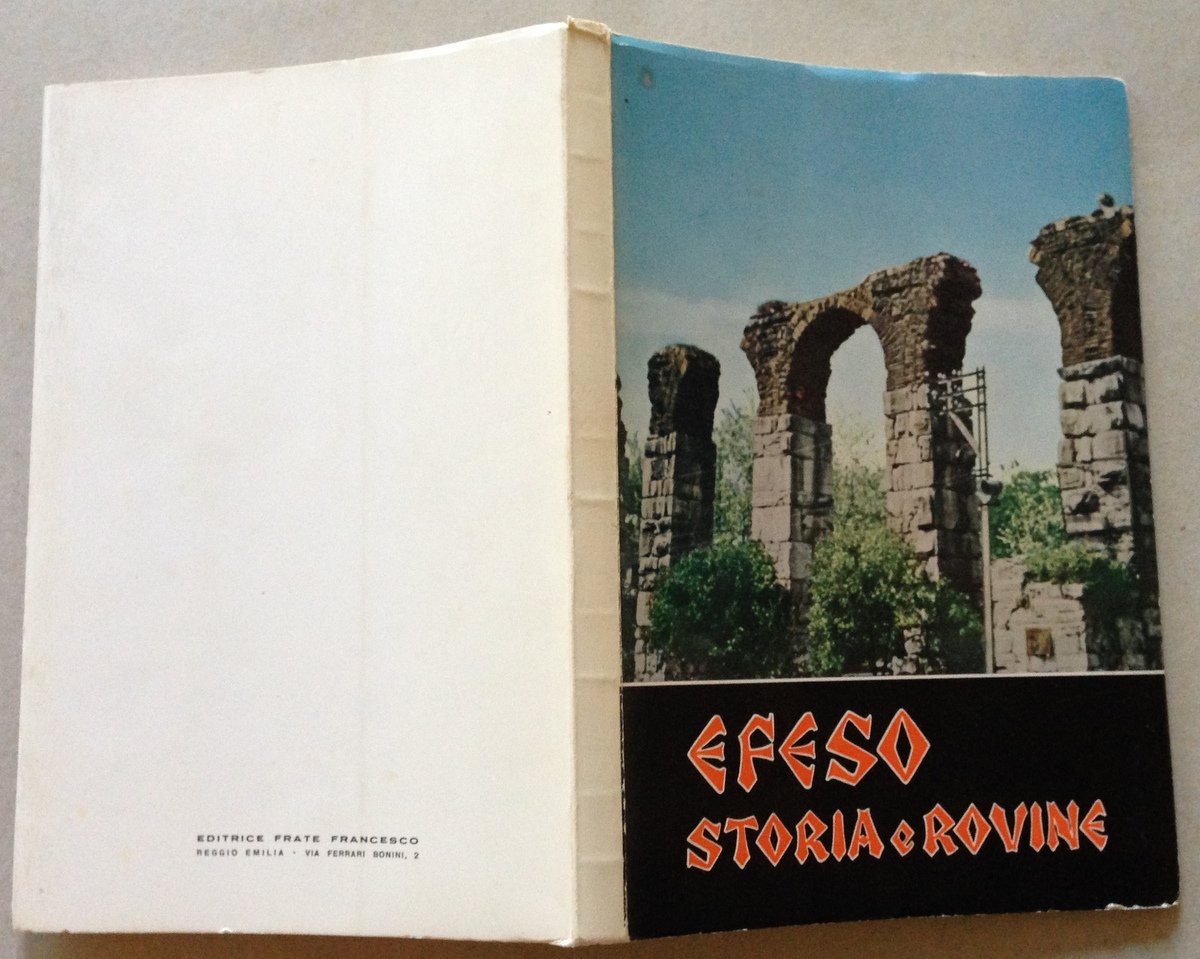 EDITRICE FRATE FRANCESCO
REGGIO EMILIA - VIA FERRARI BONINI, 2
EFESO
STORIA e ROVINE